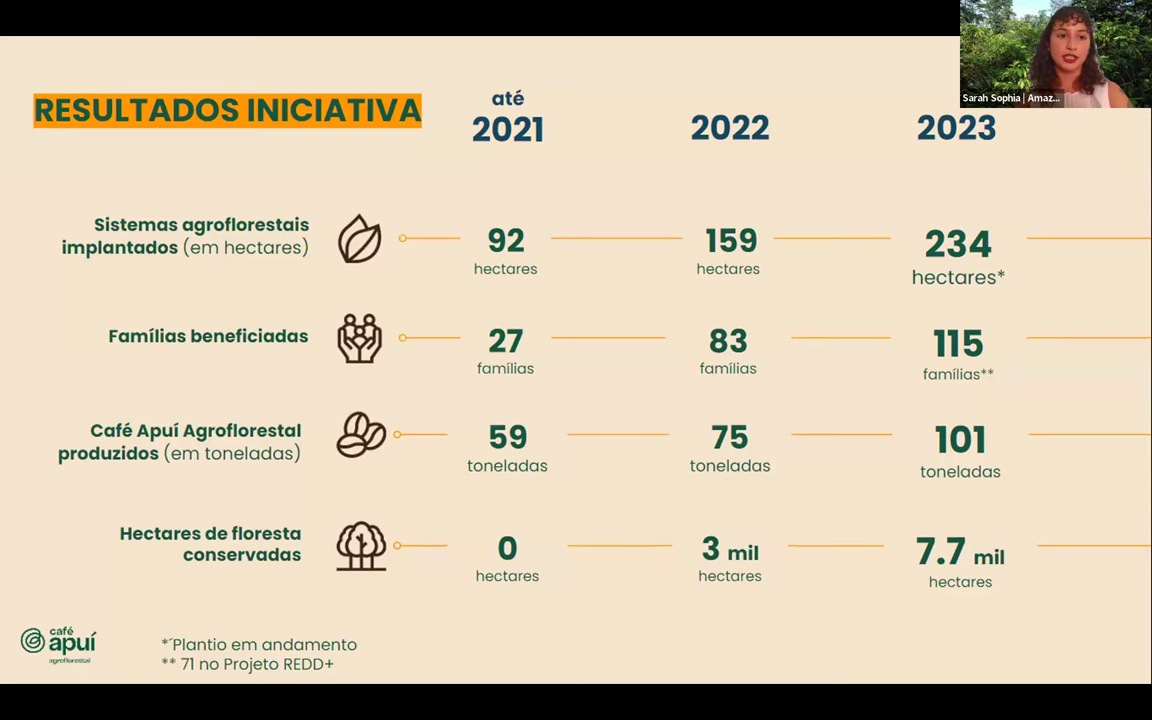 Sarah Sophia | Amaz...
RESULTADOS INICIATIVA
até
2021
2022
2023
Sistemas agroflorestais
implantados (em hectares)
92
hectares
159
hectares
234
hectares*
Famílias beneficiadas
27
famílias
83
famílias
115
famílias**
Café Apuí Agroflorestal
produzidos (em toneladas)
59
toneladas
75
toneladas
101
toneladas
Hectares de floresta
conservadas
0
hectares
3 mil
hectares
7.7 mil
hectares
café
apuí
agroflorestal
*´Plantio em andamento
** 71 no Projeto REDD+